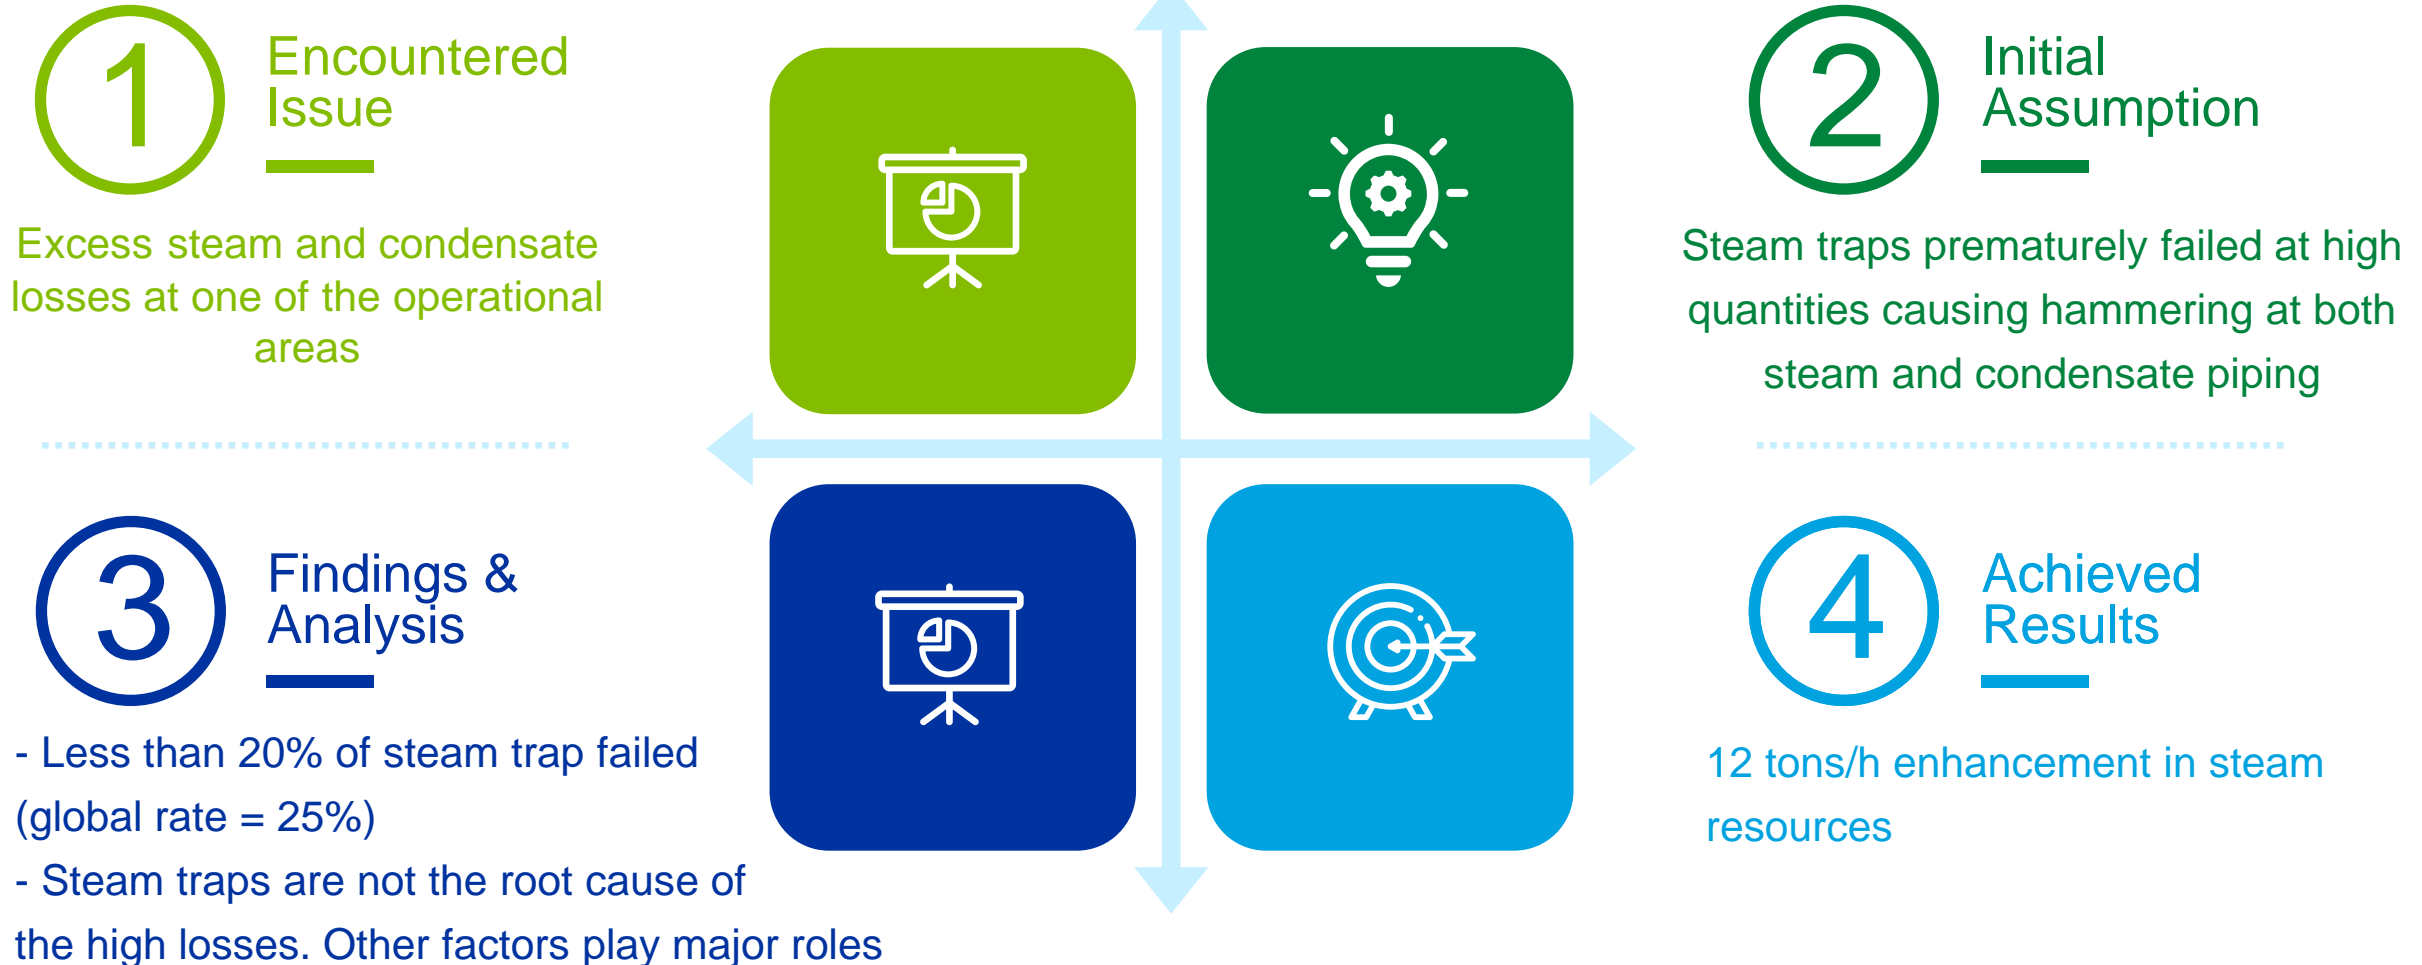 1
Encountered
Issue
Excess steam and condensate
losses at one of the operational
areas
2
Initial
Assumption
Steam traps prematurely failed at high
quantities causing hammering at both
steam and condensate piping
3
Findings &
Analysis
- Less than 20% of steam trap failed
(global rate = 25%)
- Steam traps are not the root cause of
the high losses. Other factors play major roles
4
Achieved
Results
12 tons/h enhancement in steam
resources